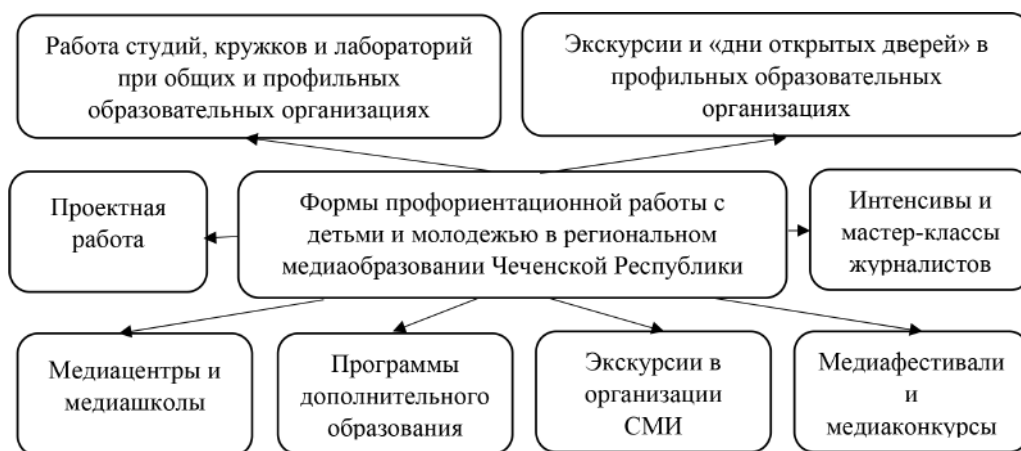 Работа студий, кружков и лабораторий
при общих и профильных
образовательных организациях
Экскурсии и «дни открытых дверей» в
профильных образовательных
организациях
Проектная
работа
Формы профориентационной работы с
детьми и молодежью в региональном
медиаобразовании Чеченской Республики
Интенсивы и
мастер-классы
журналистов
Медиацентры и
медиашколы
Программы
дополнительного
образования
Экскурсии в
организации
СМИ
Медиафестивали
и
медиаконкурсы